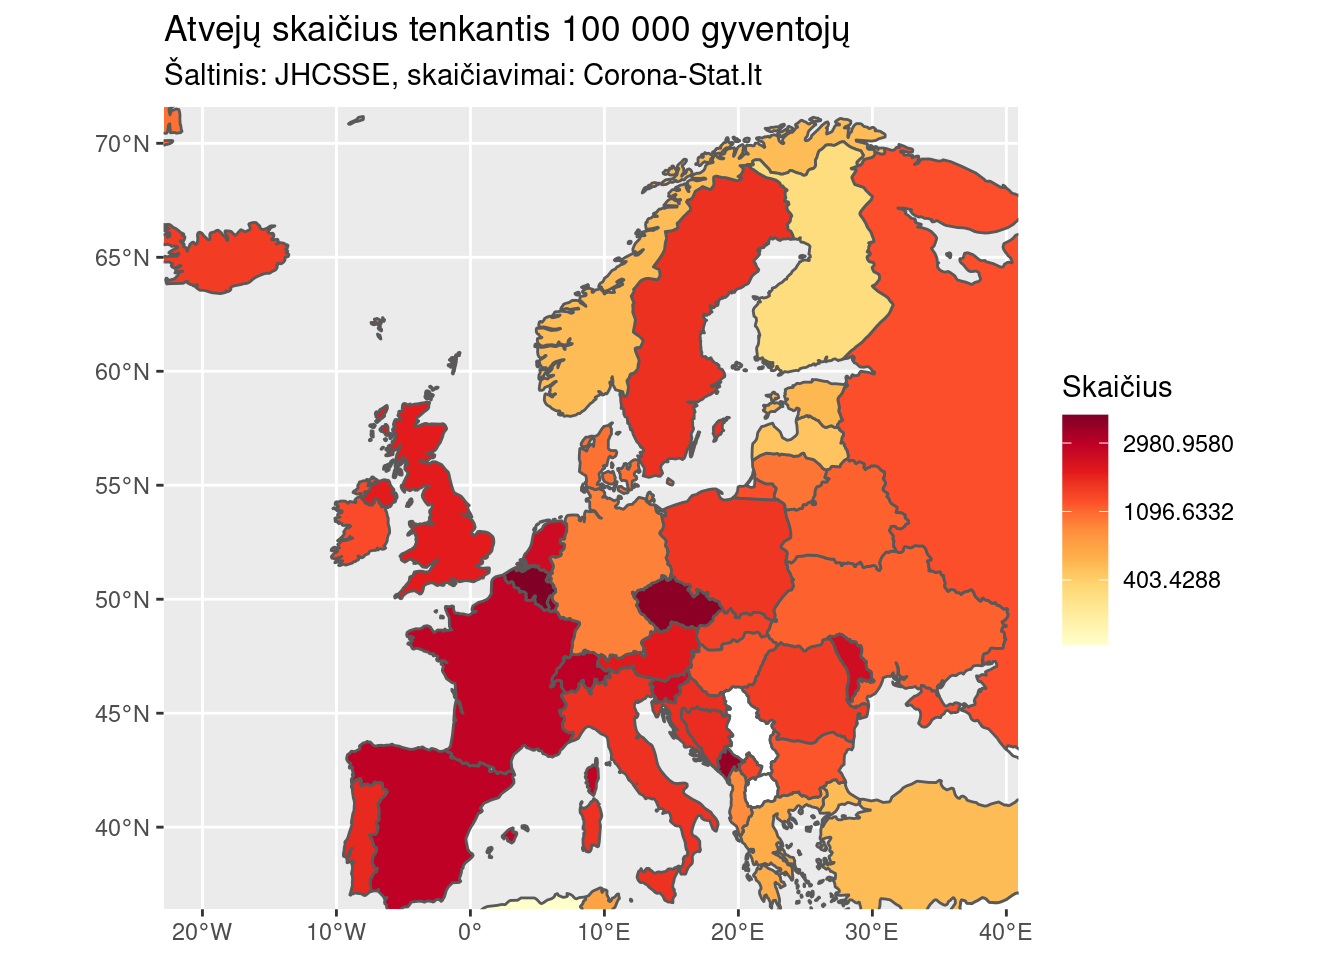 Atvejų skaičius tenkantis 100 000 gyventojų
Šaltinis: JHCSSE, skaičiavimai: Corona-Stat.lt
70°N
65°N
60°N
55°N
50°N
45°N
40°N
20°W
10°W
0°
10°E
20°E
30°E
40°E
Skaičius
2980.9580
1096.6332
403.4288